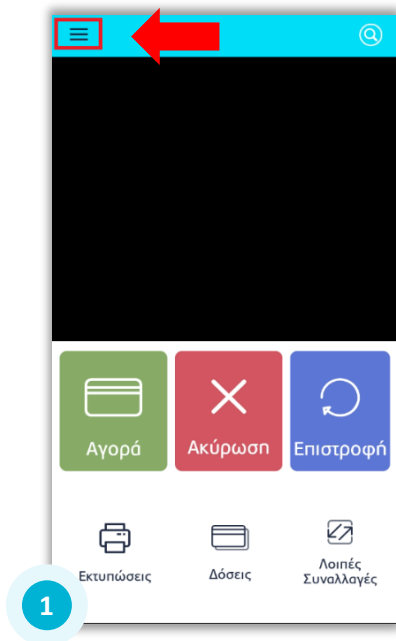 Αγορά
Ακύρωση
Επιστροφή
Εκτυπώσεις
Δόσεις
Λοιπές
Συναλλαγές
1